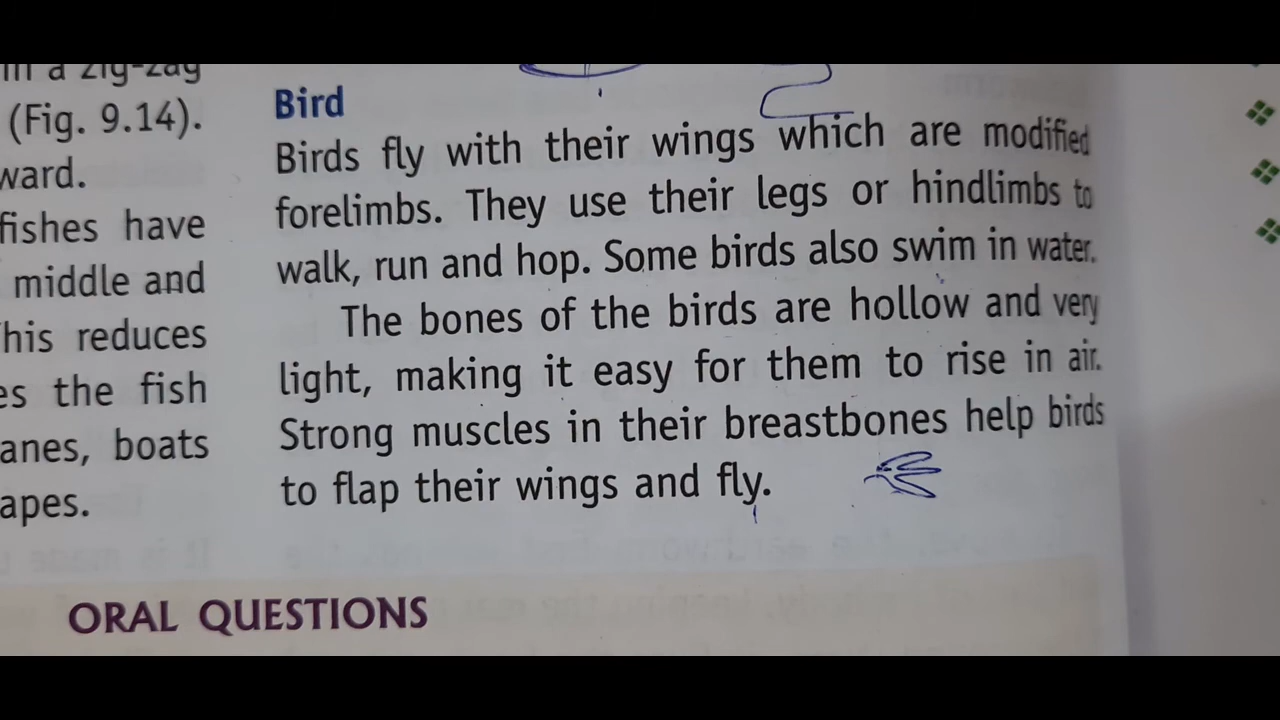 in a zig-zag
(Fig. 9.14).
ward.
fishes have
middle and
his reduces
es the fish
anes, boats
apes.
Bird
Birds fly with their wings which are modified
forelimbs. They use their legs or hindlimbs to
walk, run and hop. Some birds also swim in water.
The bones of the birds are hollow and very
light, making it easy for them to rise in air.
Strong muscles in their breastbones help birds
to flap their wings and fly.
ORAL QUESTIONS